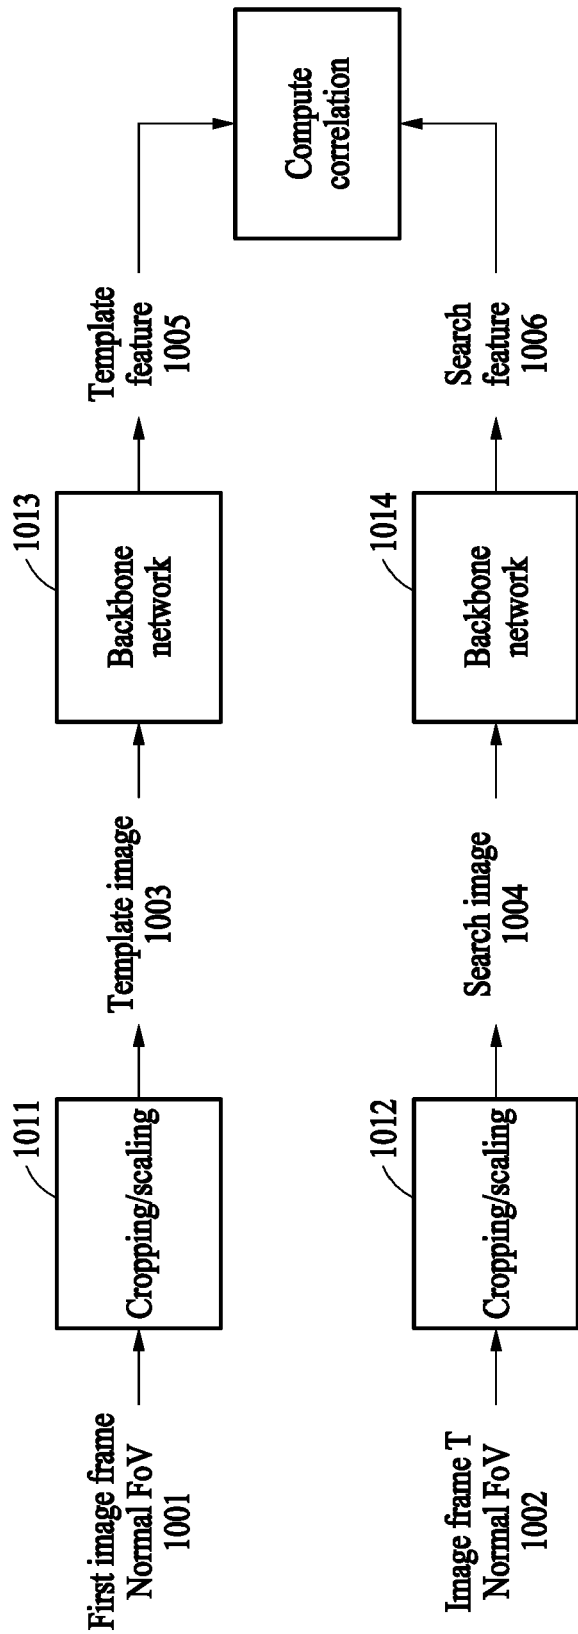 First image frame
Normal FoV
1001
1011
Cropping/scaling
Template image
1003
1013
Backbone
network
Template
feature
1005
Compute
correlation
Image frame T
Normal FoV
1002
1012
Cropping/scaling
Search image
1004
1014
Backbone
network
Search
feature
1006